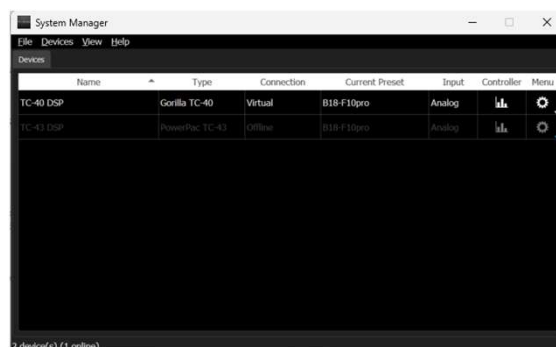 System Manager
File Devices View Help
Devices
Name Type Connection Current Preset Input Controller Menu
TC-40 DSP Gorilla TC-40 Virtual B18-F10pro Analog
TC-43 DSP PowerPac TC-43 Offline B18-F10pro Analog
2 device(s) (1 online)